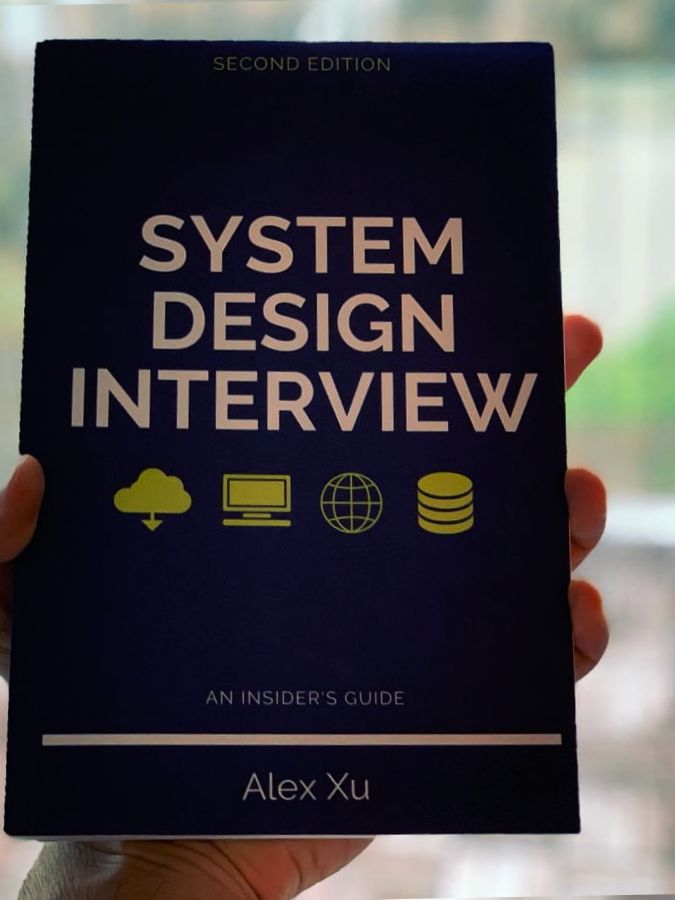 SECOND EDITION
SYSTEM
DESIGN
INTERVIEW
AN INSIDER'S GUIDE
Alex Xu